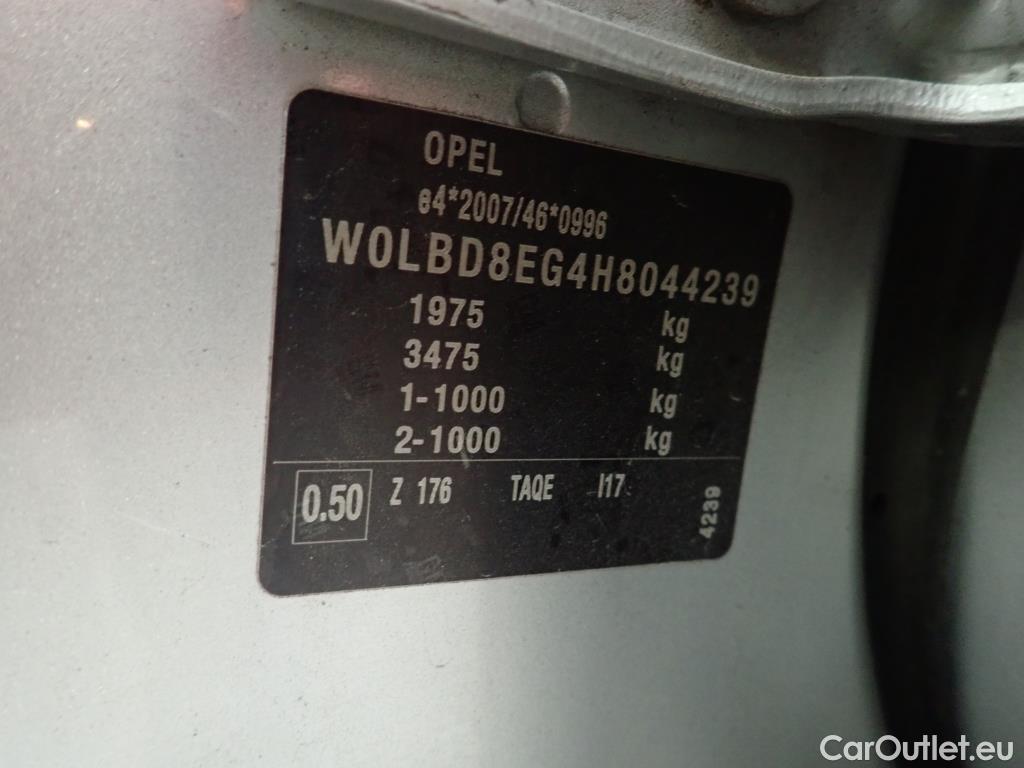 OPEL
e4*2007/46*0996
W0LBD8EG4H8044239
1975 kg
3475 kg
1-1000 kg
2-1000 kg
0.50 Z 176 TAQE I17
4239
CarOutlet.eu